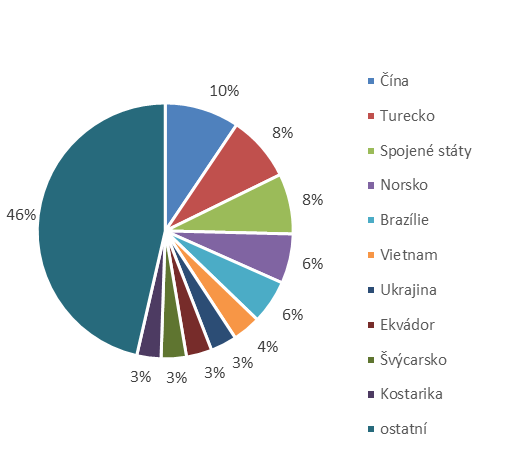 10%
8%
8%
6%
6%
4%
3%
3%
3%
3%
46%
Čína
Turecko
Spojené státy
Norsko
Brazílie
Vietnam
Ukrajina
Ekvádor
Švýcarsko
Kostarika
ostatní